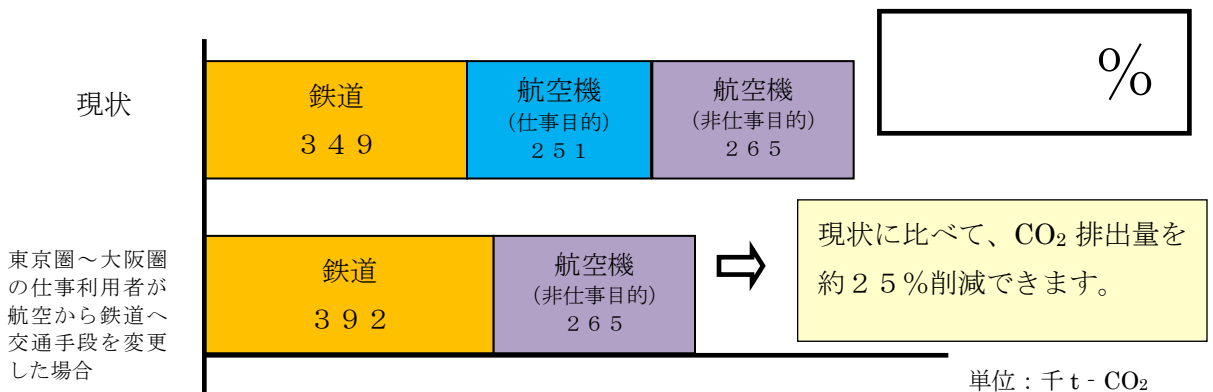 %
現状
鉄道
３４９
航空機
(仕事目的)
２５１
航空機
(非仕事目的)
２６５
東京圏～大阪圏
の仕事利用者が
航空から鉄道へ
交通手段を変更
した場合
鉄道
３９２
航空機
(非仕事目的)
２６５
現状に比べて、CO₂ 排出量を
約２５％削減できます。
単位：千ｔ‐CO₂